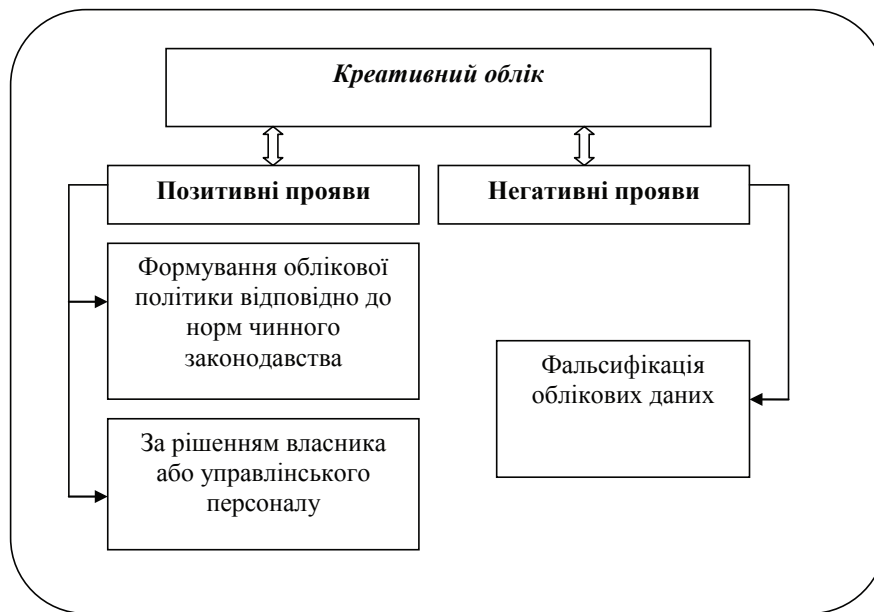 Креативний облік
Позитивні прояви
Негативні прояви
Формування облікової
політики відповідно до
норм чинного
законодавства
Фальсифікація
облікових даних
За рішенням власника
або управлінського
персоналу